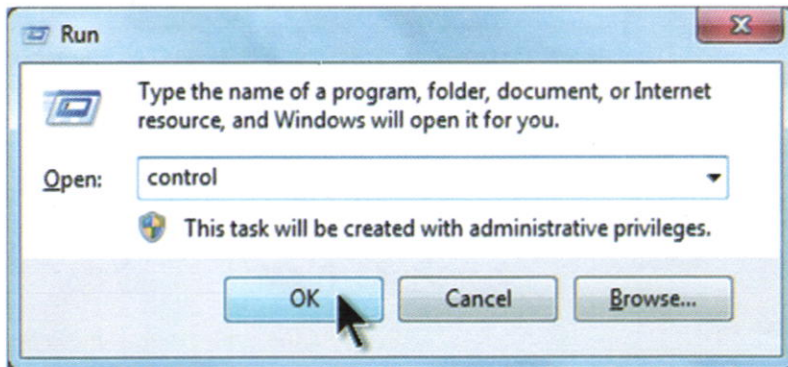 Run
Type the name of a program, folder, document, or Internet
resource, and Windows will open it for you.
Open: control
This task will be created with administrative privileges.
OK Cancel Browse...